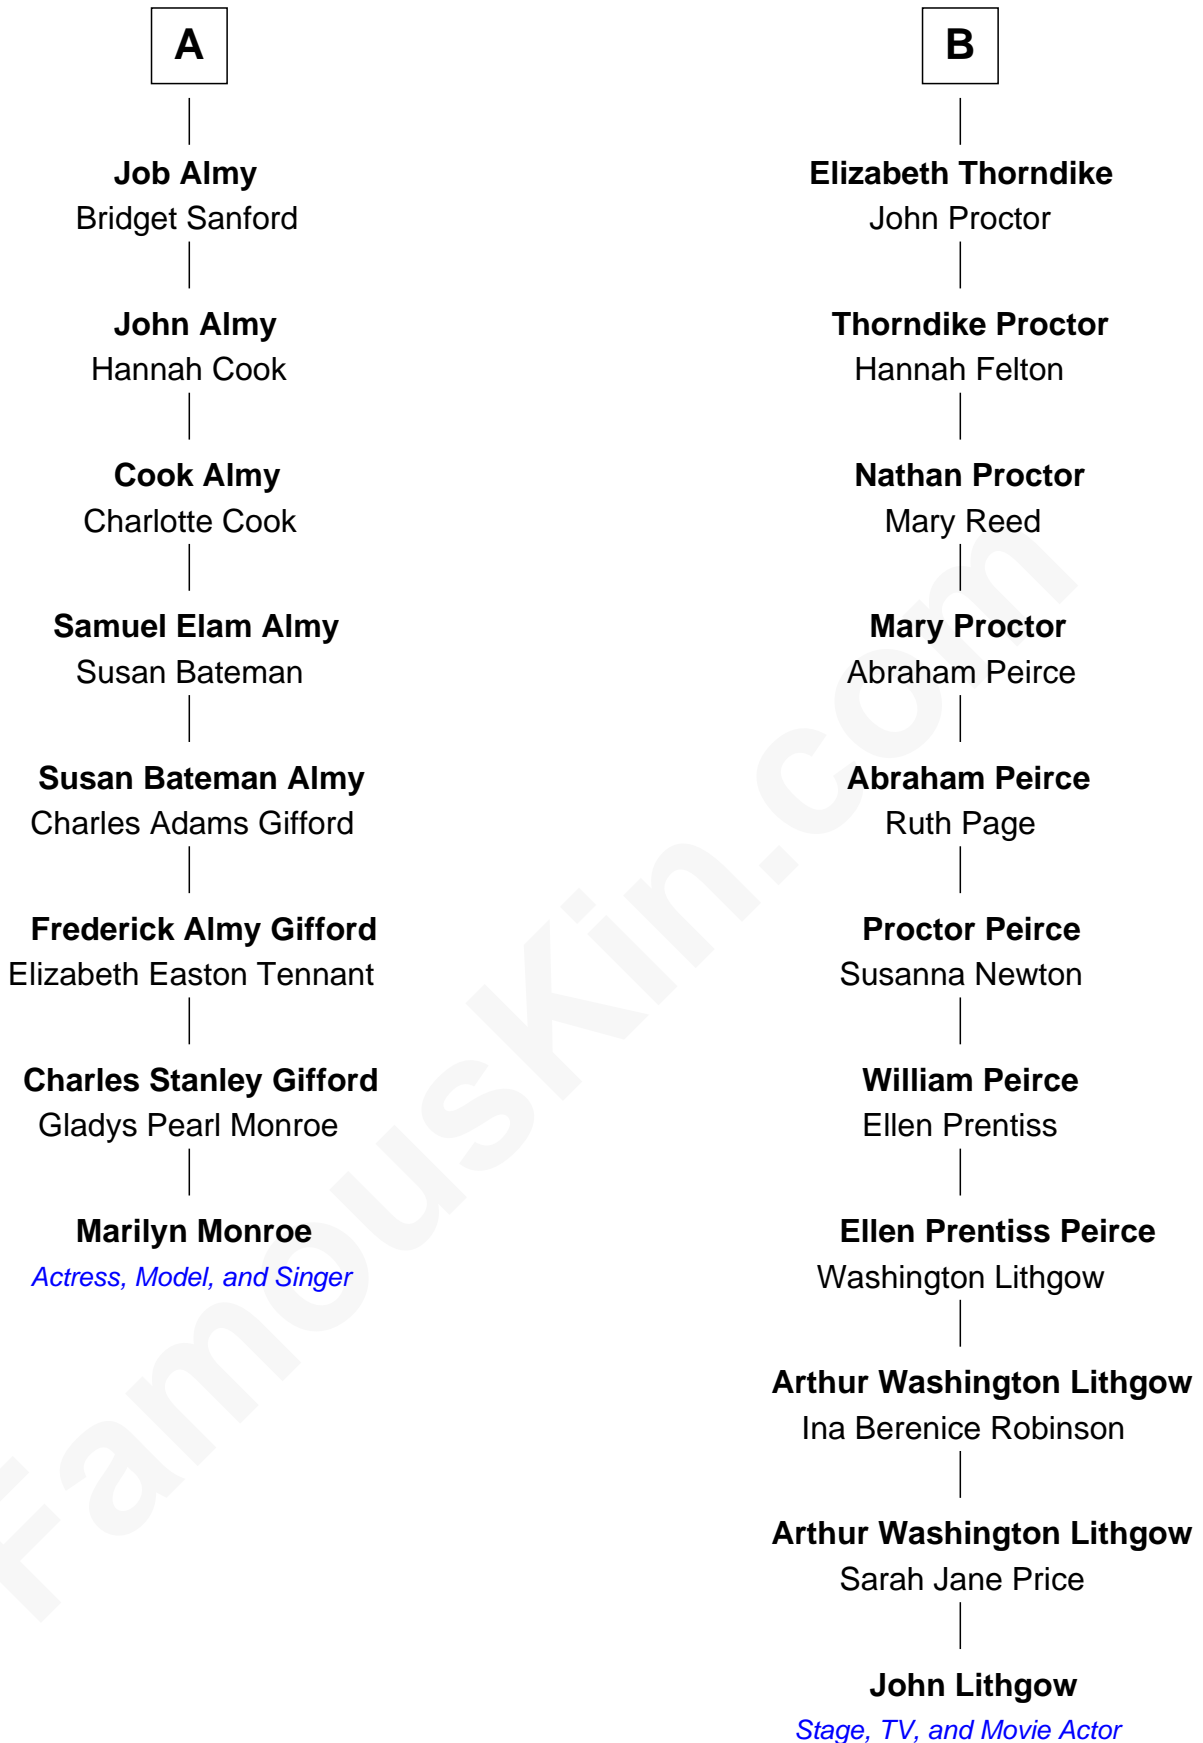 A
Job Almy
Bridget Sanford
John Almy
Hannah Cook
Cook Almy
Charlotte Cook
Samuel Elam Almy
Susan Bateman
Susan Bateman Almy
Charles Adams Gifford
Frederick Almy Gifford
Elizabeth Easton Tennant
Charles Stanley Gifford
Gladys Pearl Monroe
Marilyn Monroe
Actress, Model, and Singer
B
Elizabeth Thorndike
John Proctor
Thorndike Proctor
Hannah Felton
Nathan Proctor
Mary Reed
Mary Proctor
Abraham Peirce
Abraham Peirce
Ruth Page
Proctor Peirce
Susanna Newton
William Peirce
Ellen Prentiss
Ellen Prentiss Peirce
Washington Lithgow
Arthur Washington Lithgow
Ina Berenice Robinson
Arthur Washington Lithgow
Sarah Jane Price
John Lithgow
Stage, TV, and Movie Actor
FamousKin.com